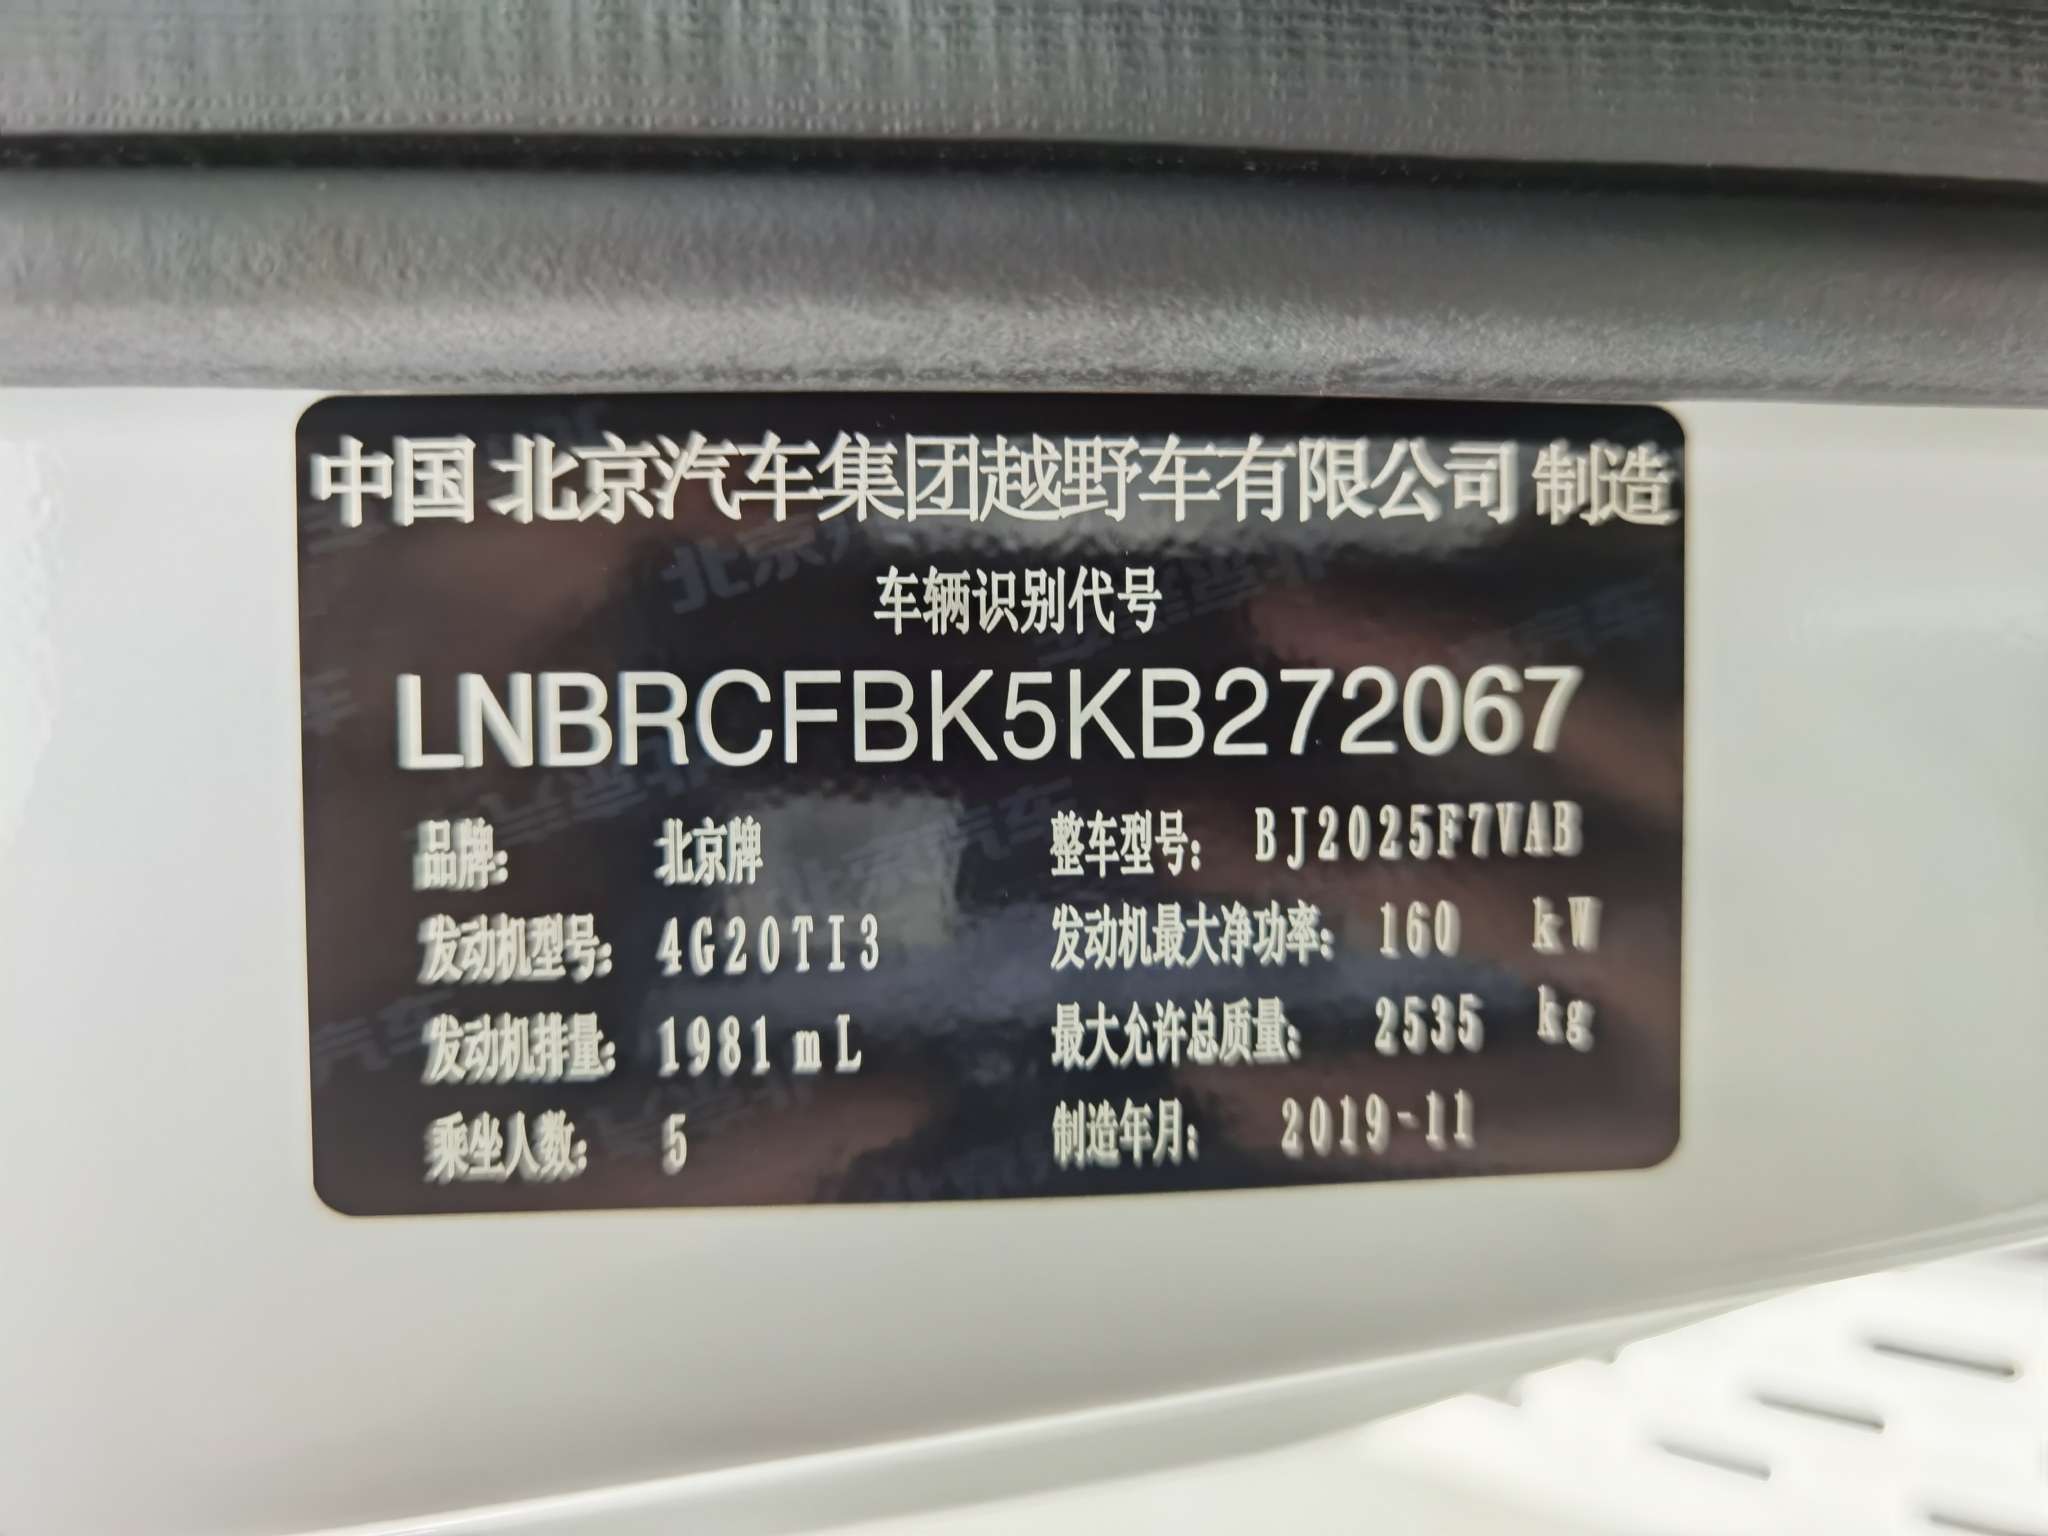 中国 北京汽车集团越野车有限公司 制造
车辆识别代号
LNBRCFBK5KB272067
品牌: 北京牌 整车型号: BJ2025F7VAB
发动机型号: 4G20TI3 发动机最大净功率: 160 kW
发动机排量: 1981 mL 最大允许总质量: 2535 kg
乘坐人数: 5 制造年月: 2019-11